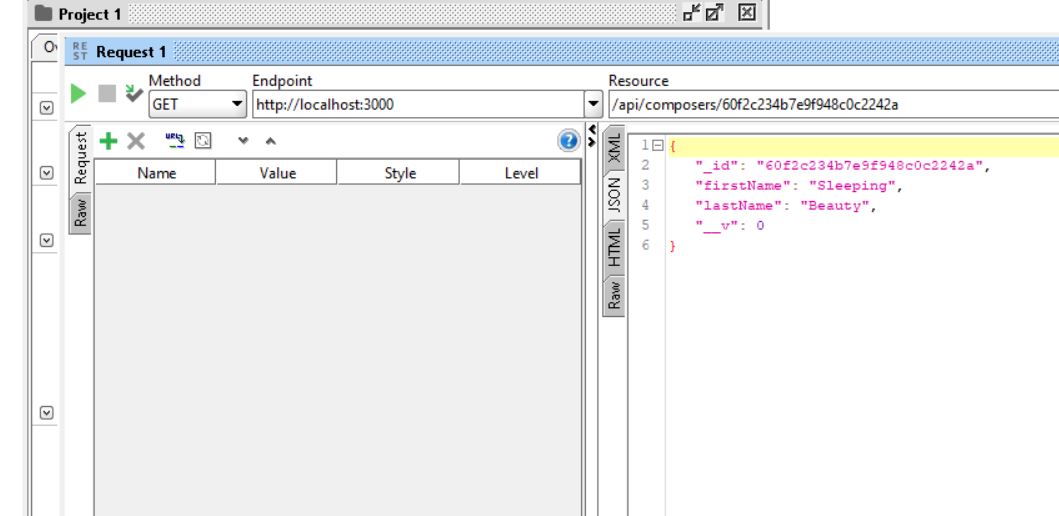 Project 1
Ov
REST Request 1
Method Endpoint Resource
GET http://localhost:3000 /api/composers/60f2c234b7e9f948c0c2242a
Request
Raw
Name Value Style Level
XML
JSON
HTML
Raw
1 {
2 "_id": "60f2c234b7e9f948c0c2242a",
3 "firstName": "Sleeping",
4 "lastName": "Beauty",
5 "__v": 0
6 }